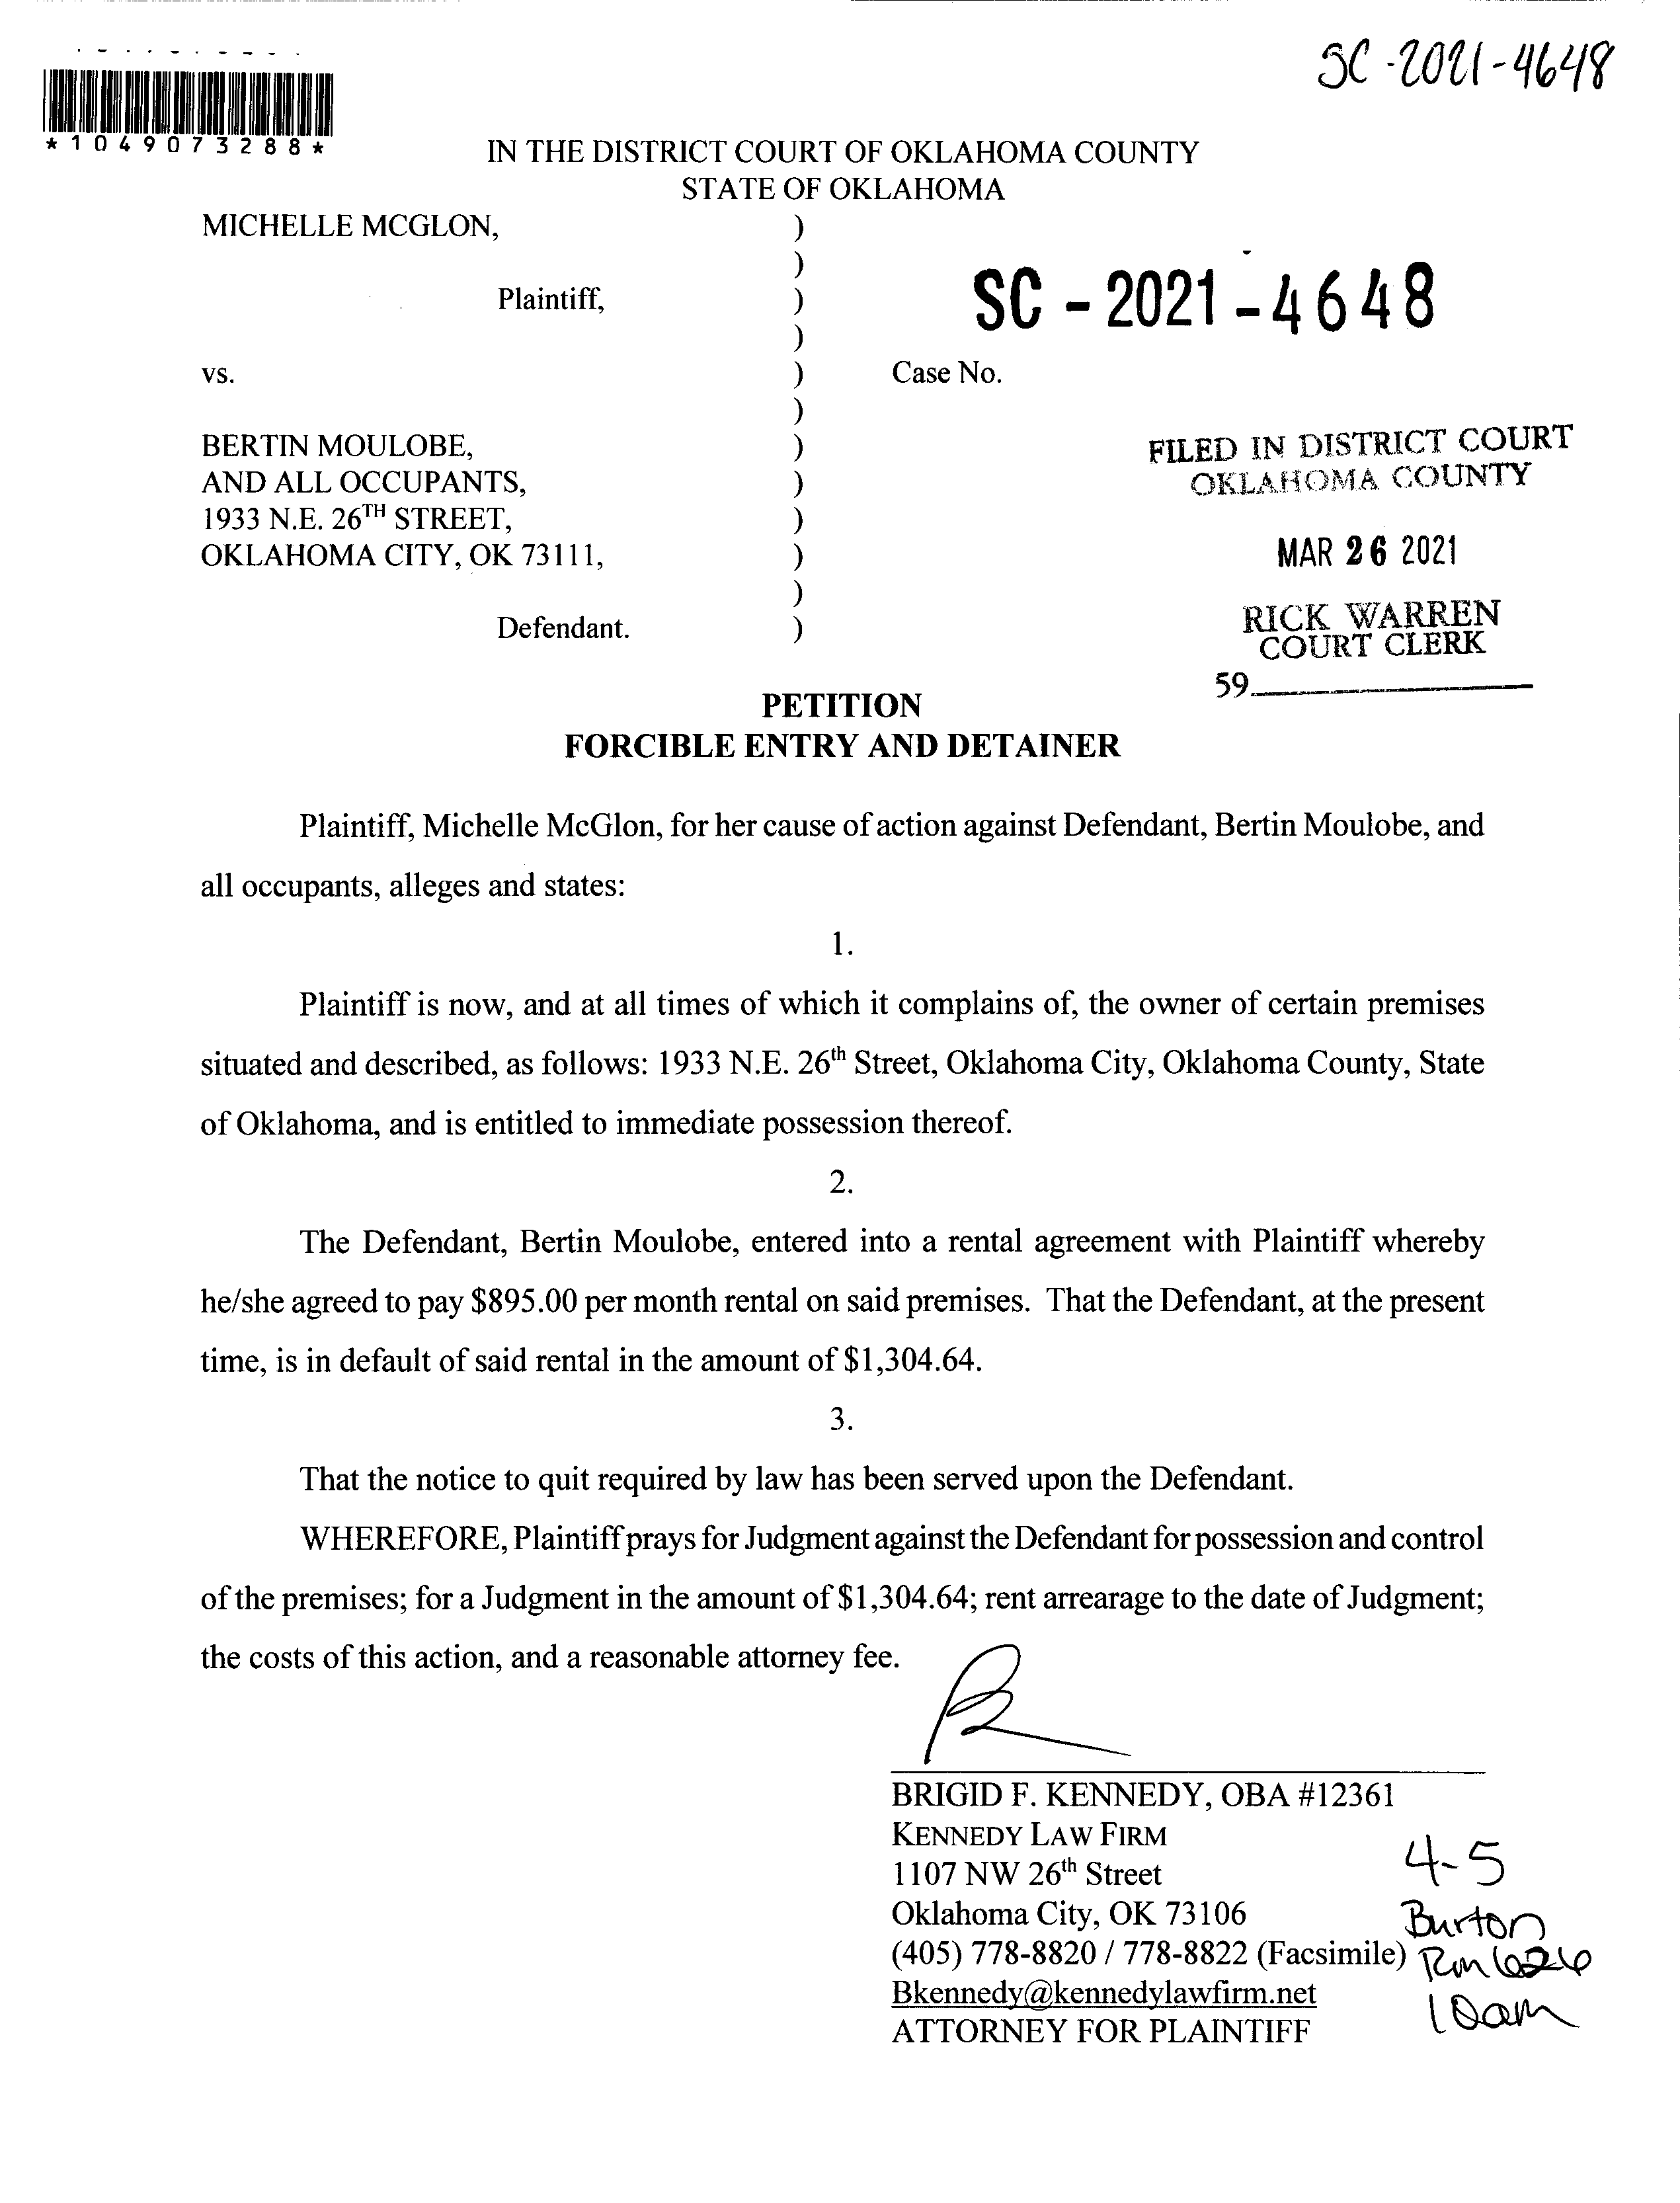 SC-2021-4648
*1049073288*
IN THE DISTRICT COURT OF OKLAHOMA COUNTY
STATE OF OKLAHOMA
MICHELLE MCGLON, )
)
Plaintiff, )
)
SC - 2021 - 4648
vs. ) Case No.
)
BERTIN MOULOBE, )
AND ALL OCCUPANTS, )
1933 N.E. 26TH STREET, )
OKLAHOMA CITY, OK 73111, )
)
Defendant. )
FILED IN DISTRICT COURT
OKLAHOMA COUNTY
MAR 26 2021
RICK WARREN
COURT CLERK
59
PETITION
FORCIBLE ENTRY AND DETAINER
Plaintiff, Michelle McGlon, for her cause of action against Defendant, Bertin Moulobe, and
all occupants, alleges and states:
1.
Plaintiff is now, and at all times of which it complains of, the owner of certain premises
situated and described, as follows: 1933 N.E. 26th Street, Oklahoma City, Oklahoma County, State
of Oklahoma, and is entitled to immediate possession thereof.
2.
The Defendant, Bertin Moulobe, entered into a rental agreement with Plaintiff whereby
he/she agreed to pay $895.00 per month rental on said premises. That the Defendant, at the present
time, is in default of said rental in the amount of $1,304.64.
3.
That the notice to quit required by law has been served upon the Defendant.
WHEREFORE, Plaintiff prays for Judgment against the Defendant for possession and control
of the premises; for a Judgment in the amount of $1,304.64; rent arrearage to the date of Judgment;
the costs of this action, and a reasonable attorney fee.
BRIGID F. KENNEDY, OBA #12361
KENNEDY LAW FIRM
1107 NW 26th Street
Oklahoma City, OK 73106
(405) 778-8820 / 778-8822 (Facsimile)
Bkennedy@kennedylawfirm.net
ATTORNEY FOR PLAINTIFF
4-5
Burton
Rm 626
10am